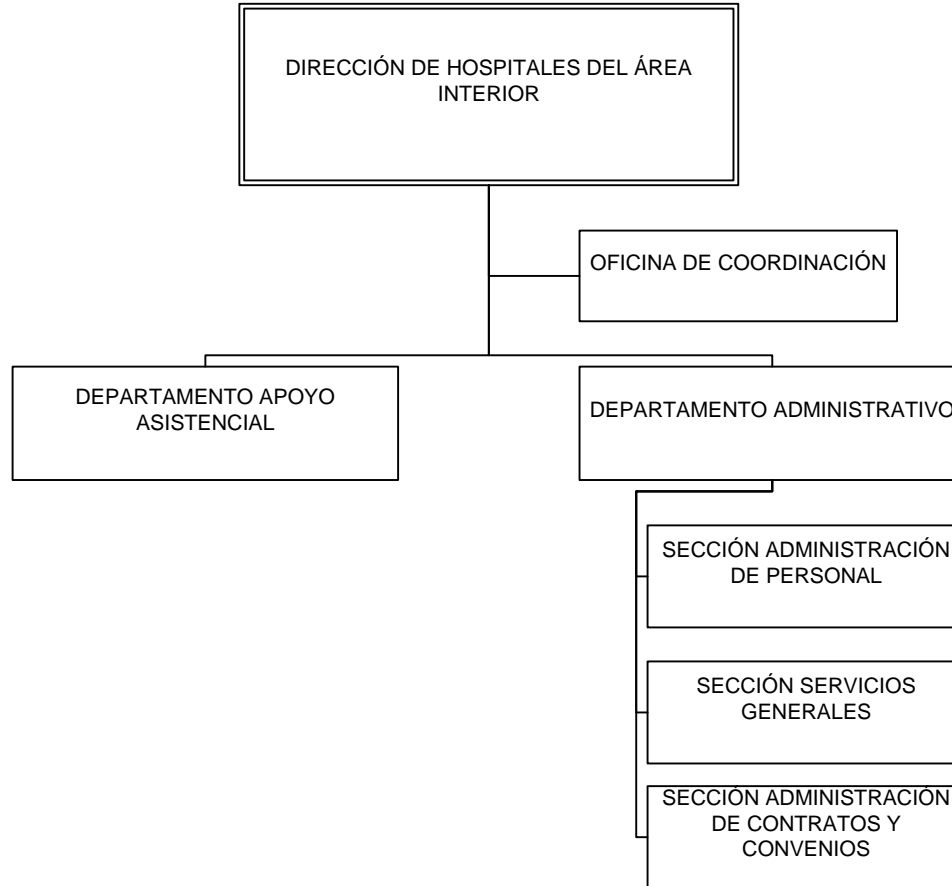 DIRECCIÓN DE HOSPITALES DEL ÁREA
INTERIOR
OFICINA DE COORDINACIÓN
DEPARTAMENTO APOYO
ASISTENCIAL
DEPARTAMENTO ADMINISTRATIVO
SECCIÓN ADMINISTRACIÓN
DE PERSONAL
SECCIÓN SERVICIOS
GENERALES
SECCIÓN ADMINISTRACIÓN
DE CONTRATOS Y
CONVENIOS